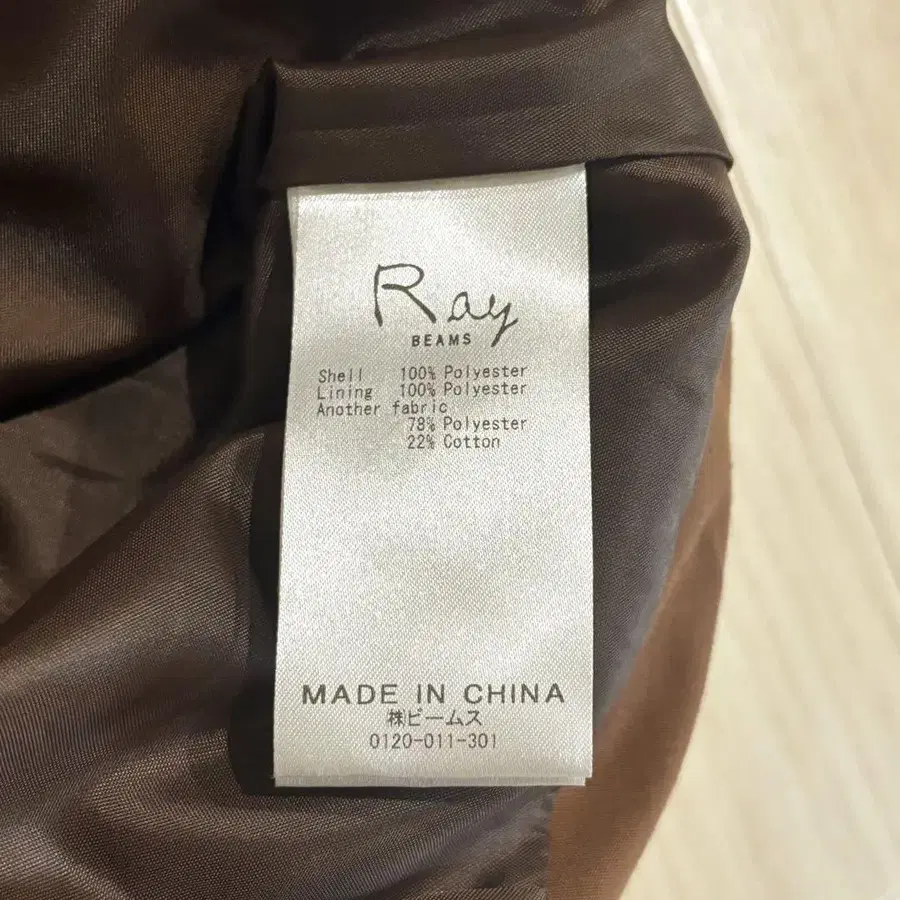 Ray
BEAMS
Shell 100% Polyester
Lining 100% Polyester
Another fabric
78% Polyester
22% Cotton
MADE IN CHINA
㈱ビームス
0120-011-301